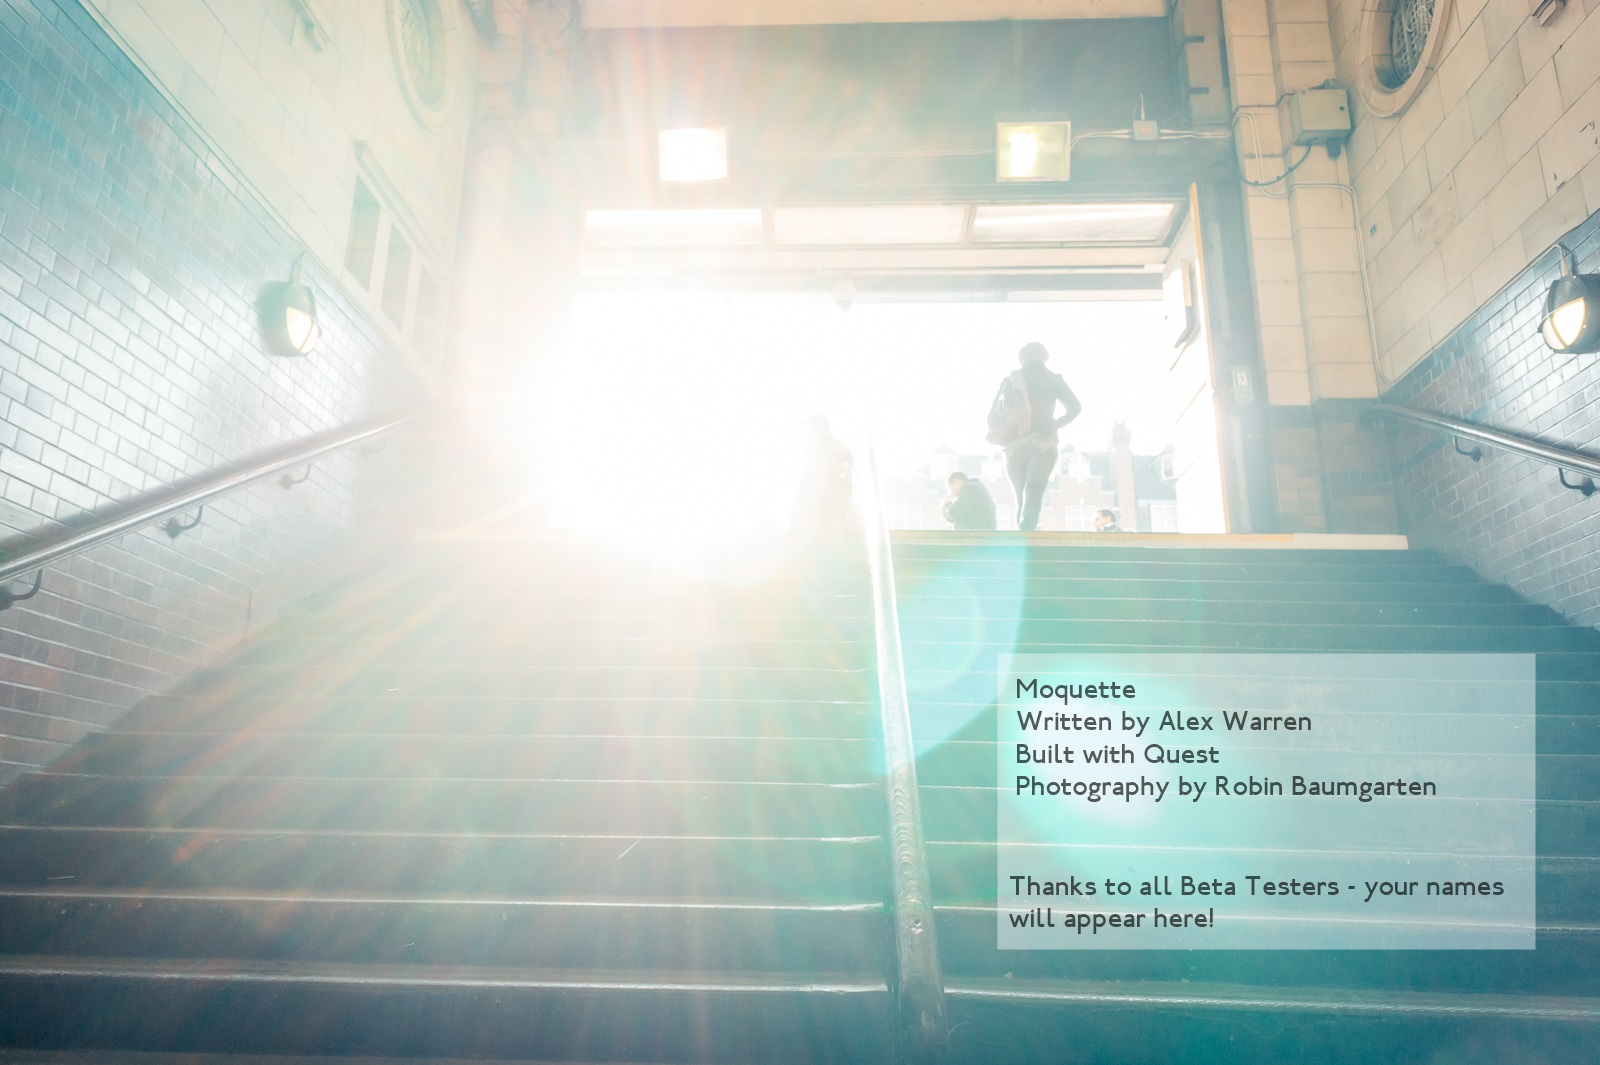 Moquette
Written by Alex Warren
Built with Quest
Photography by Robin Baumgarten
Thanks to all Beta Testers - your names
will appear here!